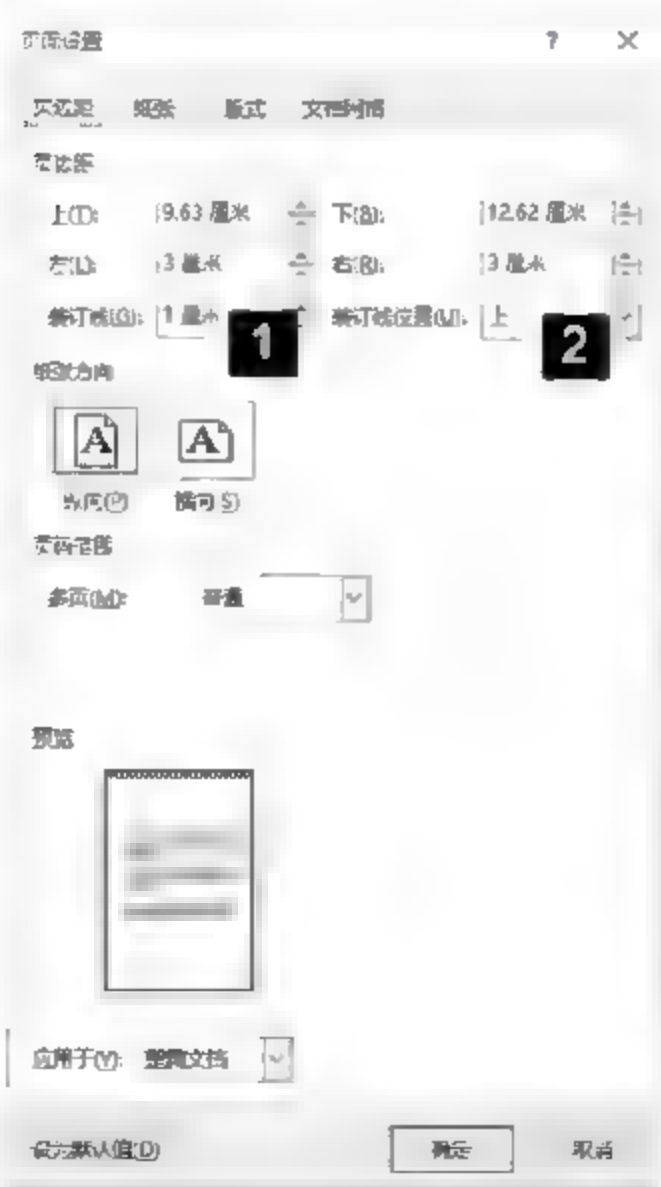 页面设置 ? ×
页边距 纸张 版式 文档网格
页边距
上(T): 9.63 厘米 下(B): 12.62 厘米
左(L): 3 厘米 右(R): 3 厘米
装订线(G): 1 厘米 装订线位置(U): 上
1 2
纸张方向
A A
纵向(P) 横向(S)
页码范围
多页(M): 普通
预览
应用于(Y): 整篇文档
设为默认值(D) 确定 取消